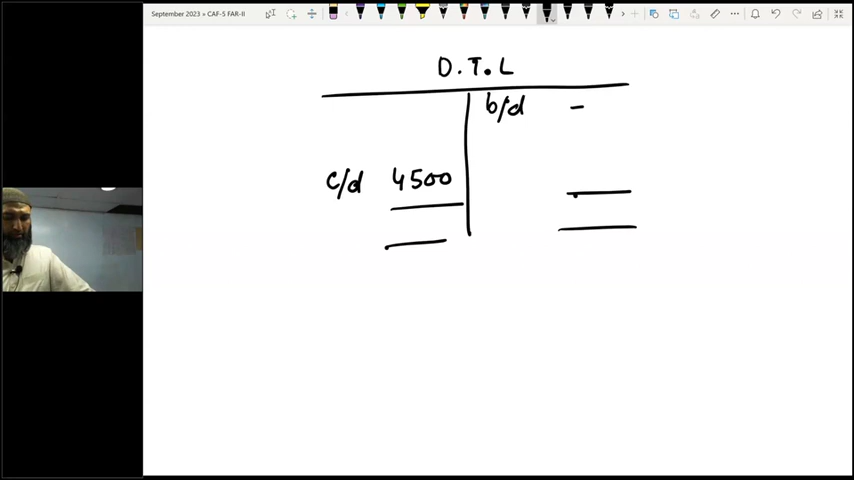 September 2023 » CAF-5 FAR-II
D.T.L
b/d -
c/d 4500